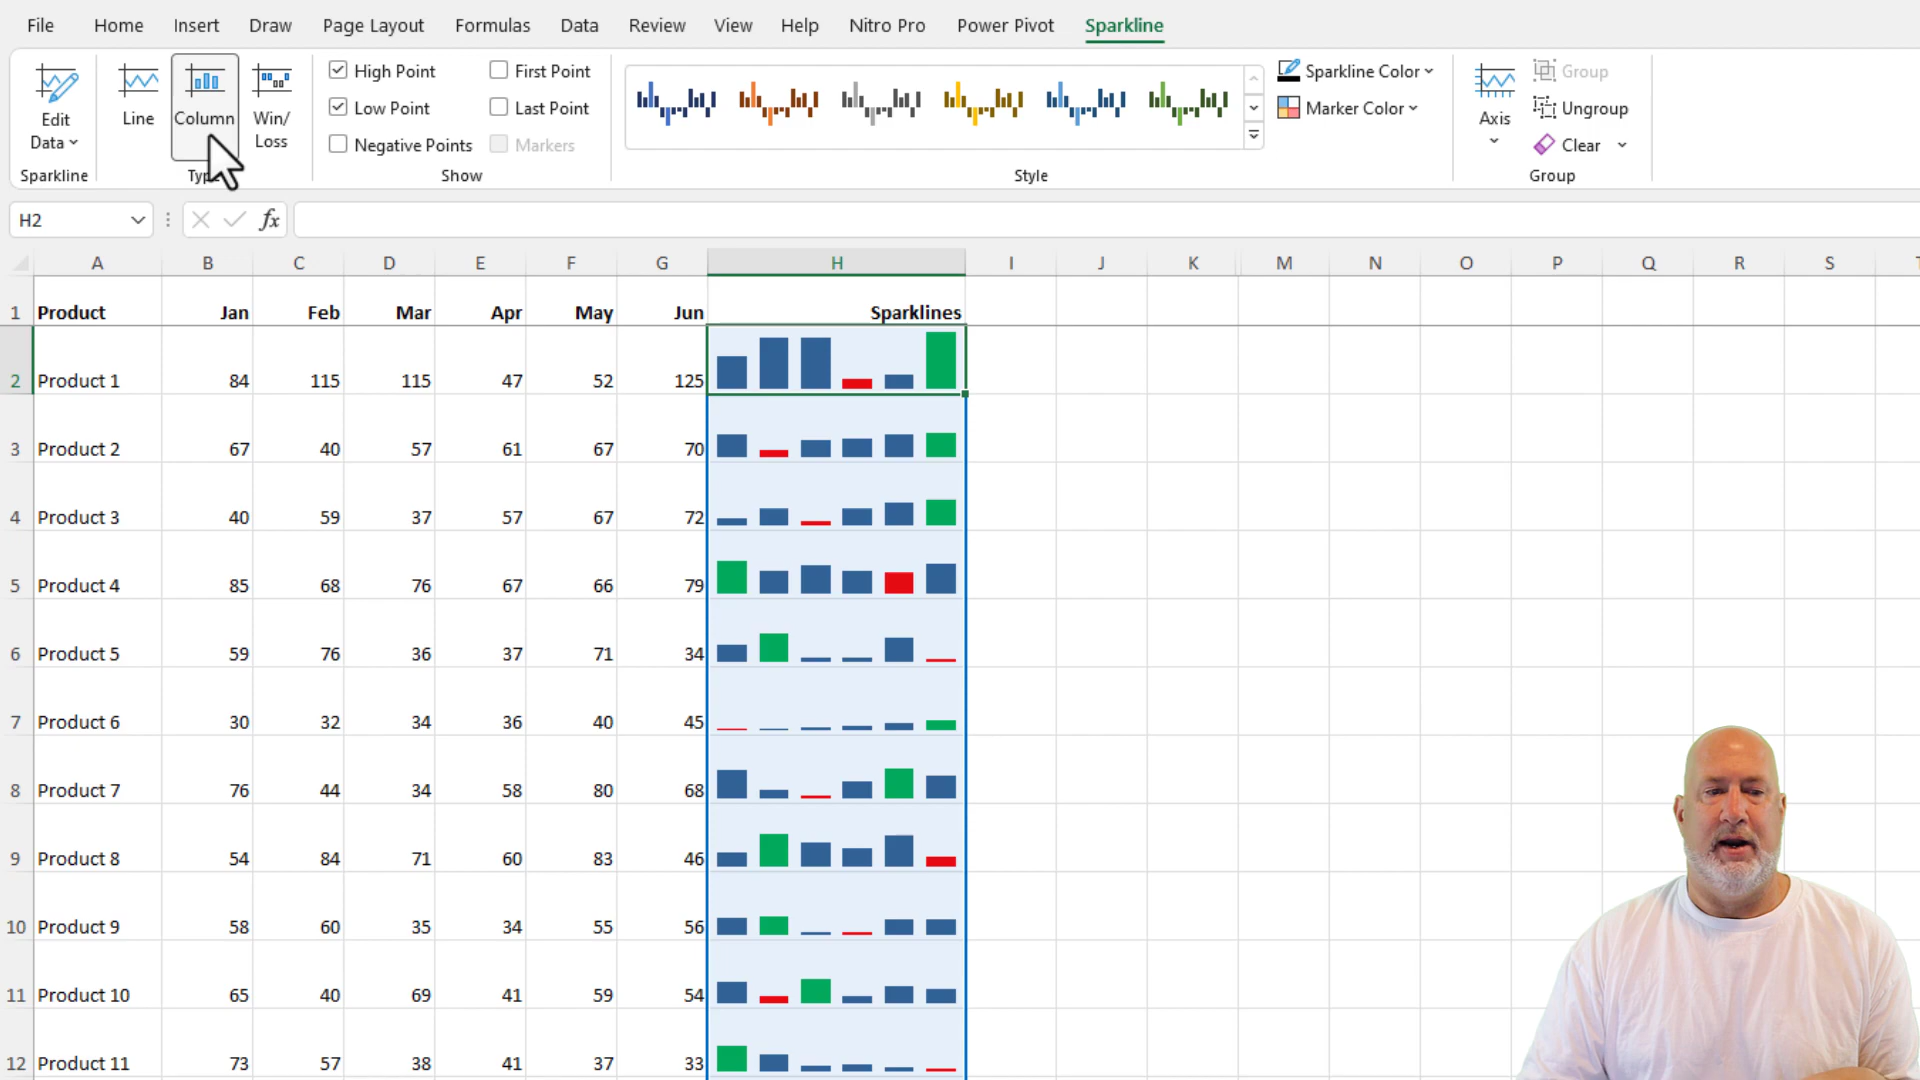 File Home Insert Draw Page Layout Formulas Data Review View Help Nitro Pro Power Pivot Sparkline
Edit Data
Line
Column
Win/ Loss
High Point
Low Point
Negative Points
First Point
Last Point
Markers
Sparkline Color
Marker Color
Axis
Group
Ungroup
Clear
Sparkline Show Style Group
H2 fx
A B C D E F G H I J K L M N O P Q R S
1 Product Jan Feb Mar Apr May Jun Sparklines
2 Product 1 84 115 115 47 52 125
3 Product 2 67 40 57 61 67 70
4 Product 3 40 59 37 57 67 72
5 Product 4 85 68 76 67 66 79
6 Product 5 59 76 36 37 71 34
7 Product 6 30 32 34 36 40 45
8 Product 7 76 44 34 58 80 68
9 Product 8 54 84 71 60 83 46
10 Product 9 58 60 35 34 55 56
11 Product 10 65 40 69 41 59 54
12 Product 11 73 57 38 41 37 33